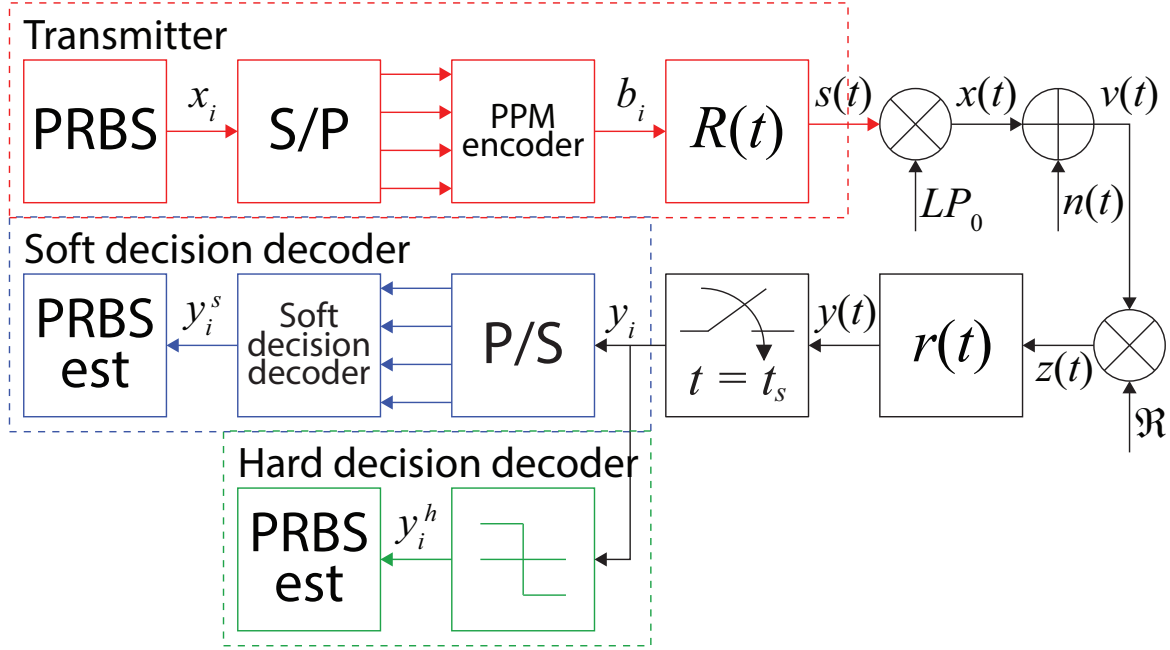 Transmitter
PRBS
x_i
S/P
PPM
encoder
b_i
R(t)
s(t)
x(t)
v(t)
LP_0
n(t)
Soft decision decoder
PRBS
est
y_i^s
Soft
decision
decoder
P/S
y_i
t = t_s
y(t)
r(t)
z(t)
ℜ
Hard decision decoder
PRBS
est
y_i^h